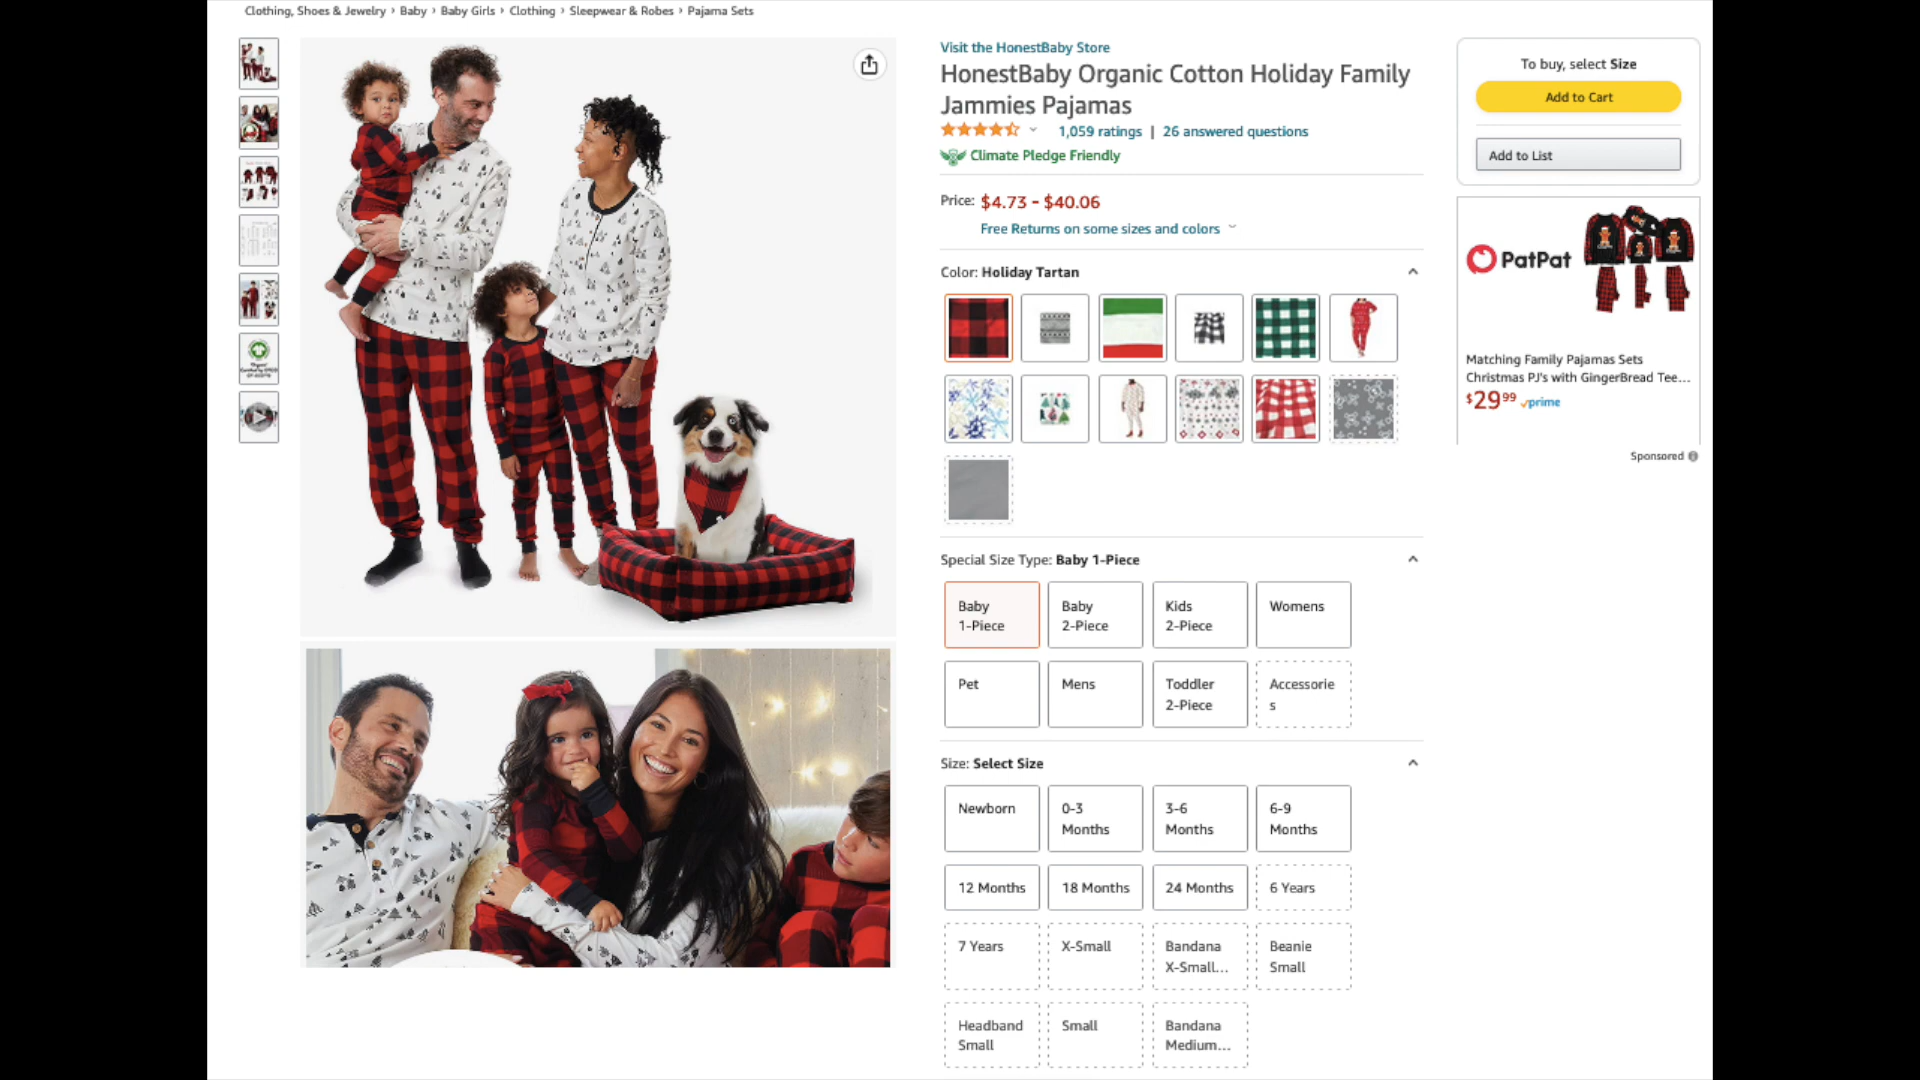 Clothing, Shoes & Jewelry › Baby › Baby Girls › Clothing › Sleepwear & Robes › Pajama Sets
Visit the HonestBaby Store
HonestBaby Organic Cotton Holiday Family
Jammies Pajamas
1,059 ratings | 26 answered questions
Climate Pledge Friendly
Price: $4.73 - $40.06
Free Returns on some sizes and colors
Color: Holiday Tartan
Special Size Type: Baby 1-Piece
Baby
1-Piece
Baby
2-Piece
Kids
2-Piece
Womens
Pet
Mens
Toddler
2-Piece
Accessorie
s
Size: Select Size
Newborn
0-3
Months
3-6
Months
6-9
Months
12 Months
18 Months
24 Months
6 Years
7 Years
X-Small
Bandana
X-Small...
Beanie
Small
Headband
Small
Small
Bandana
Medium...
To buy, select Size
Add to Cart
Add to List
PatPat
Matching Family Pajamas Sets
Christmas PJ's with GingerBread Tee...
$29.99 prime
Sponsored